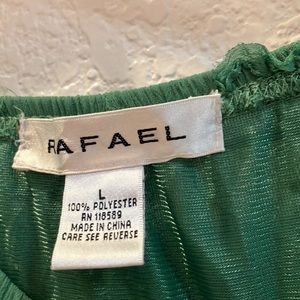 RAFAEL
L
100% POLYESTER
RN 118589
MADE IN CHINA
CARE SEE REVERSE